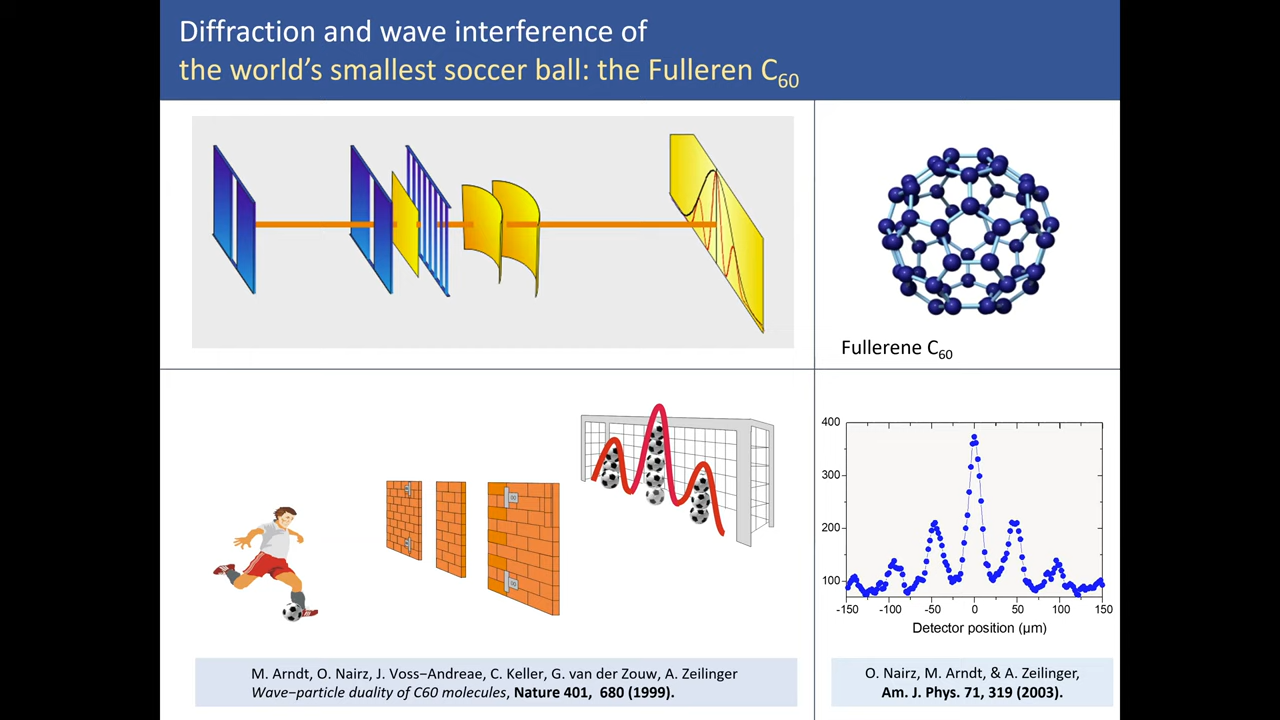 Diffraction and wave interference of
the world's smallest soccer ball: the Fulleren C₆₀
Fullerene C₆₀
400
300
200
100
-150 -100 -50 0 50 100 150
Detector position (μm)
M. Arndt, O. Nairz, J. Voss−Andreae, C. Keller, G. van der Zouw, A. Zeilinger
Wave−particle duality of C60 molecules, Nature 401, 680 (1999).
O. Nairz, M. Arndt, & A. Zeilinger,
Am. J. Phys. 71, 319 (2003).